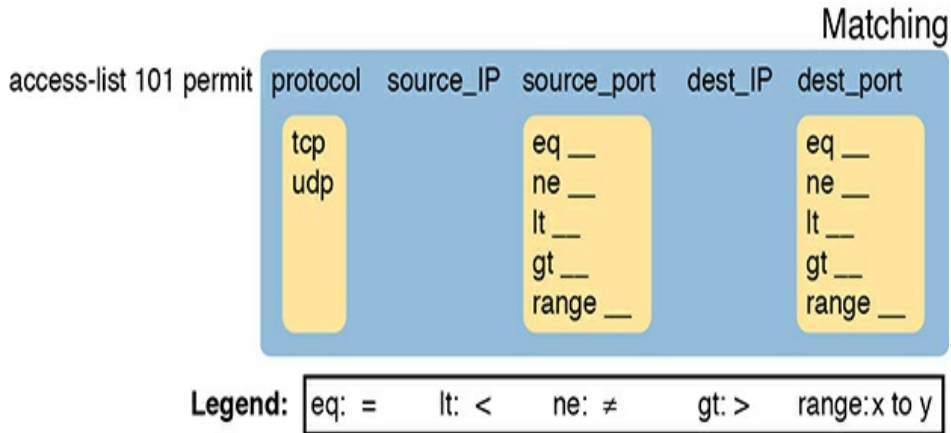 Matching
access-list 101 permit protocol source_IP source_port dest_IP dest_port
tcp eq __ eq __
udp ne __ ne __
lt __ lt __
gt __ gt __
range __ range __
Legend: eq: = lt: < ne: ≠ gt: > range: x to y